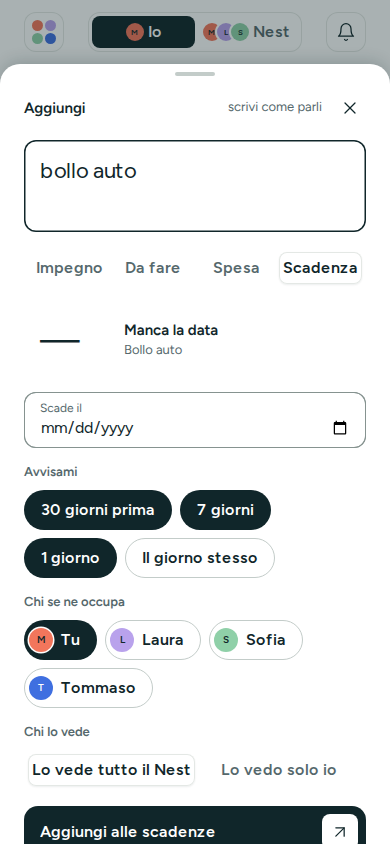 M Io M L S Nest
Aggiungi scrivi come parli
bollo auto
Impegno Da fare Spesa Scadenza
Manca la data
Bollo auto
Scade il
mm/dd/yyyy
Avvisami
30 giorni prima 7 giorni
1 giorno Il giorno stesso
Chi se ne occupa
M Tu L Laura S Sofia
T Tommaso
Chi lo vede
Lo vede tutto il Nest Lo vedo solo io
Aggiungi alle scadenze